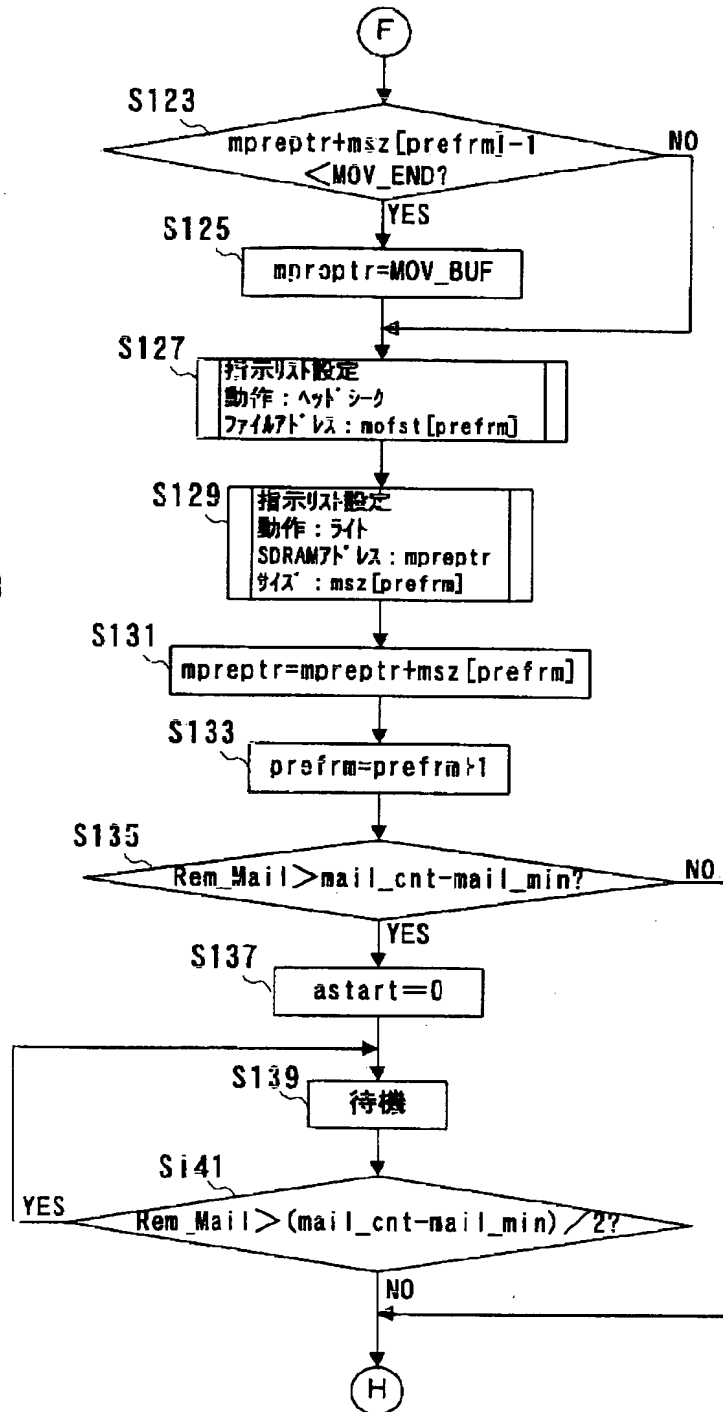 F
S123
mpreptr+msz[prefrm]-1
<MOV_END?
NO
YES
S125
mpreptr=MOV_BUF
S127
指示リスト設定
動作:ヘッドシーク
ファイルアドレス:mofst[prefrm]
S129
指示リスト設定
動作:ライト
SDRAMアドレス:mpreptr
サイズ:msz[prefrm]
S131
mpreptr=mpreptr+msz[prefrm]
S133
prefrm=prefrm+1
S135
Rem_Mail>mail_cnt-mail_min?
NO
YES
S137
astart=0
S139
待機
S141
YES
Rem_Mail>(mail_cnt-mail_min)/2?
NO
H